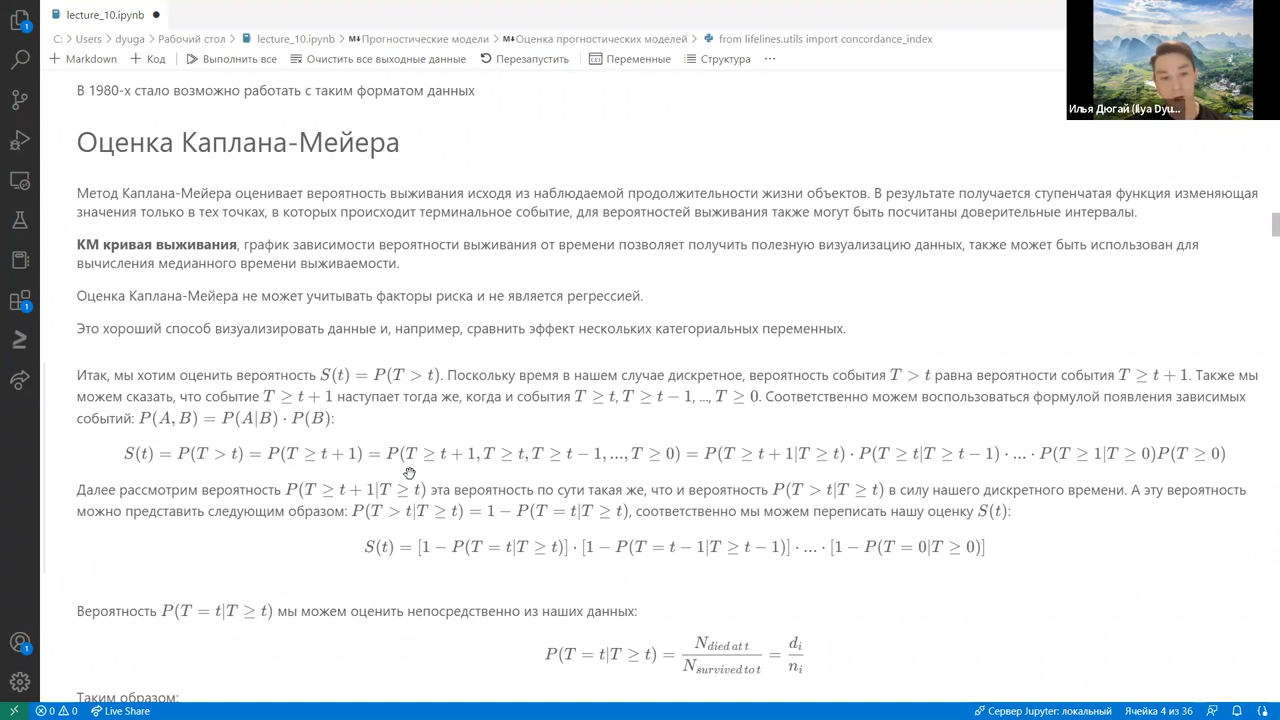 lecture_10.ipynb
C: > Users > dyuga > Рабочий стол > lecture_10.ipynb > M↓Прогностические модели > M↓Оценка прогностических моделей > from lifelines.utils import concordance_index
+ Markdown + Код Выполнить все Очистить все выходные данные Перезапустить Переменные Структура ...
В 1980-х стало возможно работать с таким форматом данных
Илья Дюгай (Ilya Dyu...
Оценка Каплана-Мейера
Метод Каплана-Мейера оценивает вероятность выживания исходя из наблюдаемой продолжительности жизни объектов. В результате получается ступенчатая функция изменяющая
значения только в тех точках, в которых происходит терминальное событие, для вероятностей выживания также могут быть посчитаны доверительные интервалы.
КМ кривая выживания, график зависимости вероятности выживания от времени позволяет получить полезную визуализацию данных, также может быть использован для
вычисления медианного времени выживаемости.
Оценка Каплана-Мейера не может учитывать факторы риска и не является регрессией.
Это хороший способ визуализировать данные и, например, сравнить эффект нескольких категориальных переменных.
Итак, мы хотим оценить вероятность S(t) = P(T > t). Поскольку время в нашем случае дискретное, вероятность события T > t равна вероятности события T ≥ t + 1. Также мы
можем сказать, что событие T ≥ t + 1 наступает тогда же, когда и события T ≥ t, T ≥ t − 1, ..., T ≥ 0. Соответственно можем воспользоваться формулой появления зависимых
событий: P(A, B) = P(A|B) · P(B):
S(t) = P(T > t) = P(T ≥ t + 1) = P(T ≥ t + 1, T ≥ t, T ≥ t − 1, ..., T ≥ 0) = P(T ≥ t + 1|T ≥ t) · P(T ≥ t|T ≥ t − 1) · ... · P(T ≥ 1|T ≥ 0)P(T ≥ 0)
Далее рассмотрим вероятность P(T ≥ t + 1|T ≥ t) эта вероятность по сути такая же, что и вероятность P(T > t|T ≥ t) в силу нашего дискретного времени. А эту вероятность
можно представить следующим образом: P(T > t|T ≥ t) = 1 − P(T = t|T ≥ t), соответственно мы можем переписать нашу оценку S(t):
S(t) = [1 − P(T = t|T ≥ t)] · [1 − P(T = t − 1|T ≥ t − 1)] · ... · [1 − P(T = 0|T ≥ 0)]
Вероятность P(T = t|T ≥ t) мы можем оценить непосредственно из наших данных:
P(T = t|T ≥ t) = N_{died at t} / N_{survived to t} = d_i / n_i
Таким образом:
0 0 Live Share Сервер Jupyter: локальный Ячейка 4 из 36